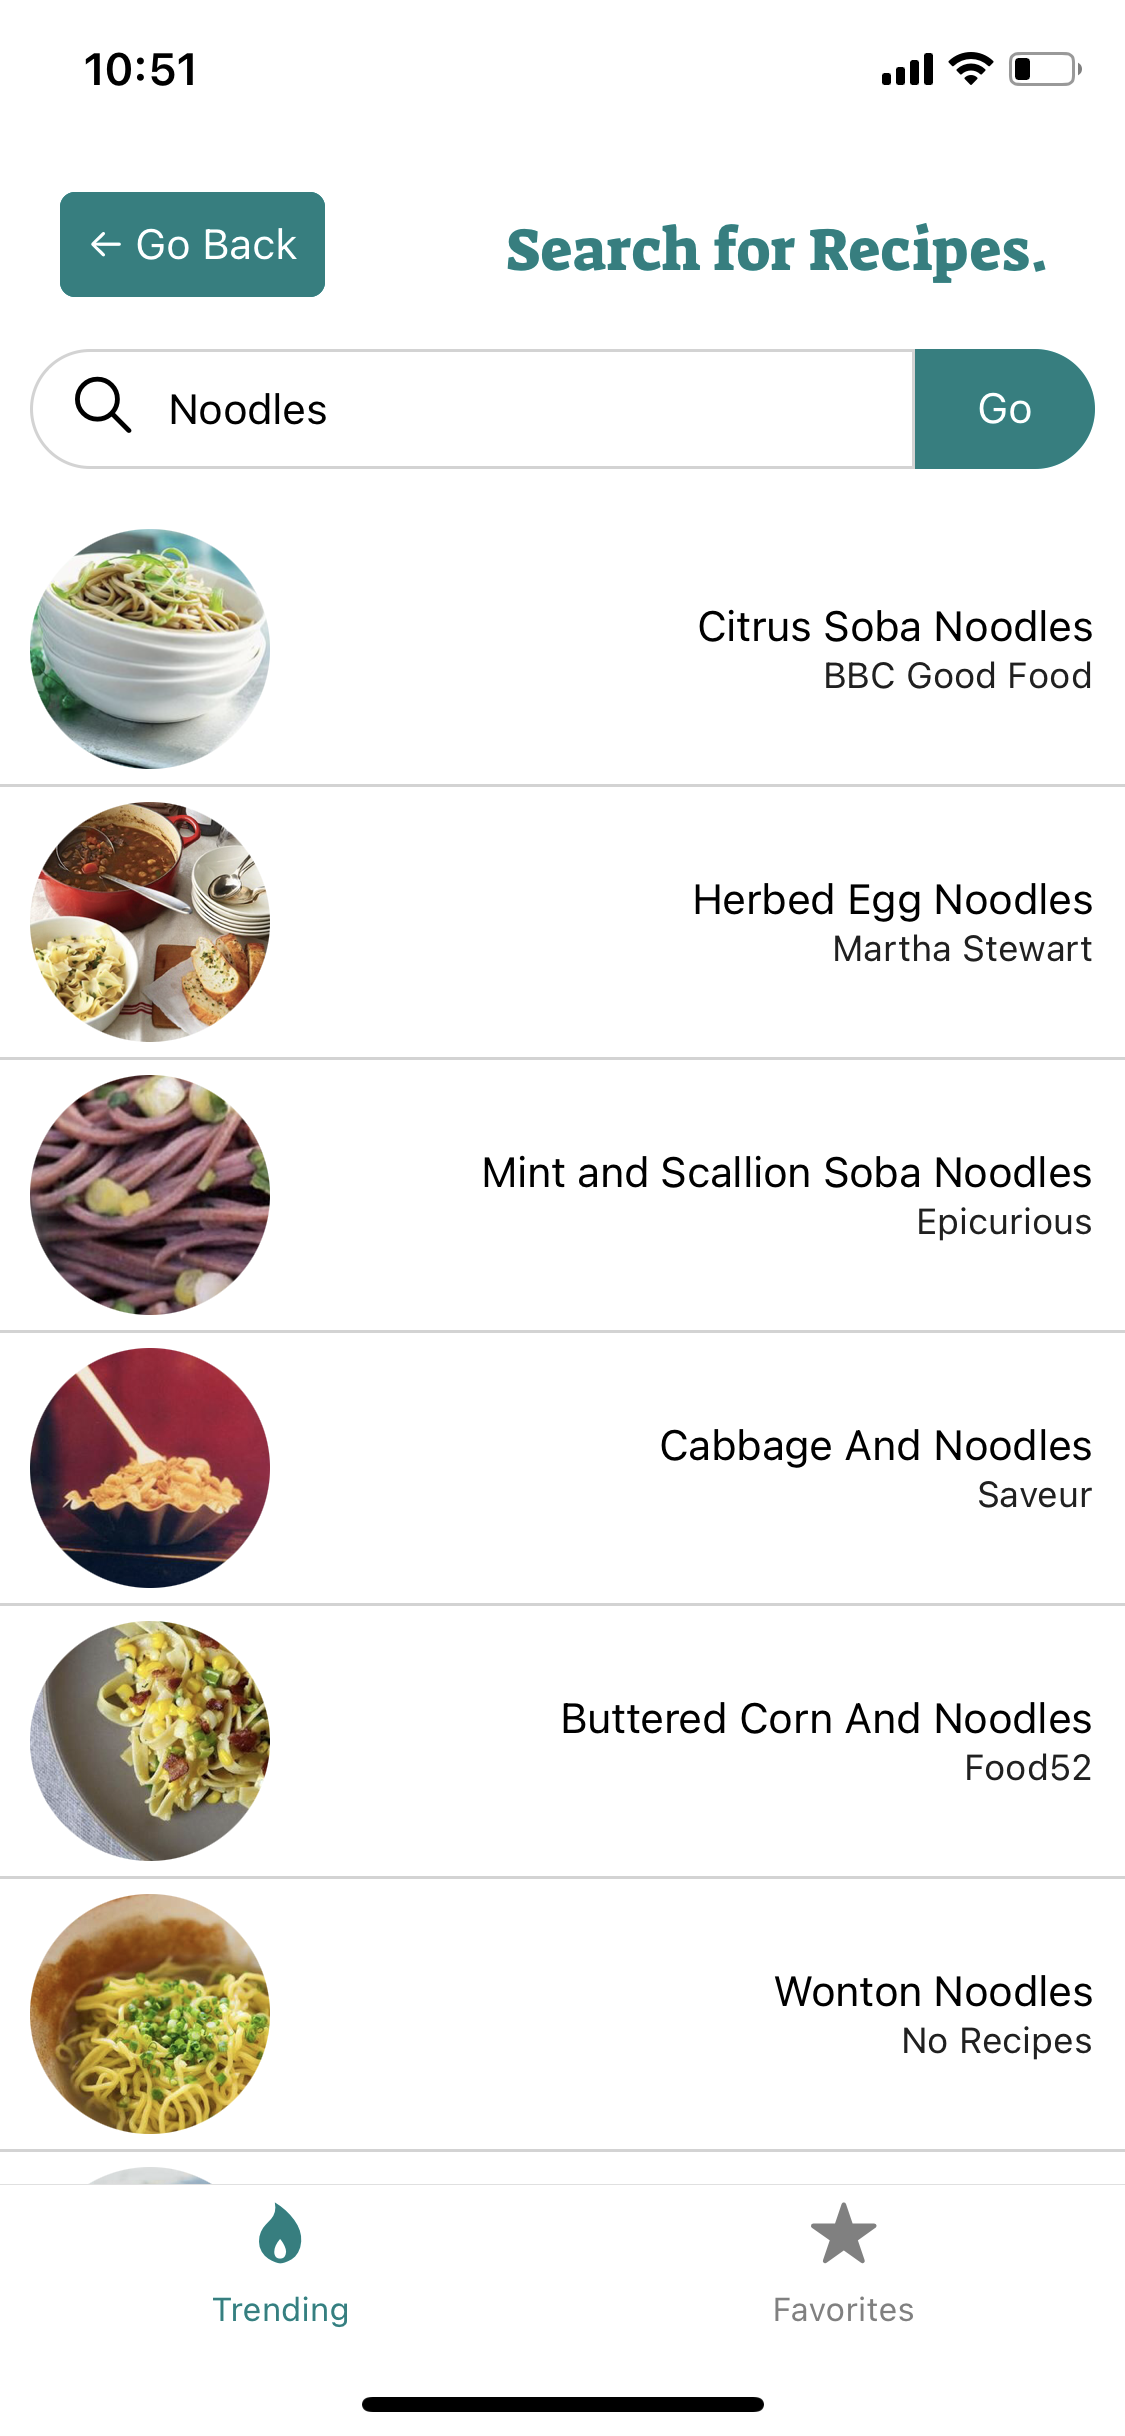 10:51
← Go Back
Search for Recipes.
Noodles
Go
Citrus Soba Noodles
BBC Good Food
Herbed Egg Noodles
Martha Stewart
Mint and Scallion Soba Noodles
Epicurious
Cabbage And Noodles
Saveur
Buttered Corn And Noodles
Food52
Wonton Noodles
No Recipes
Trending
Favorites